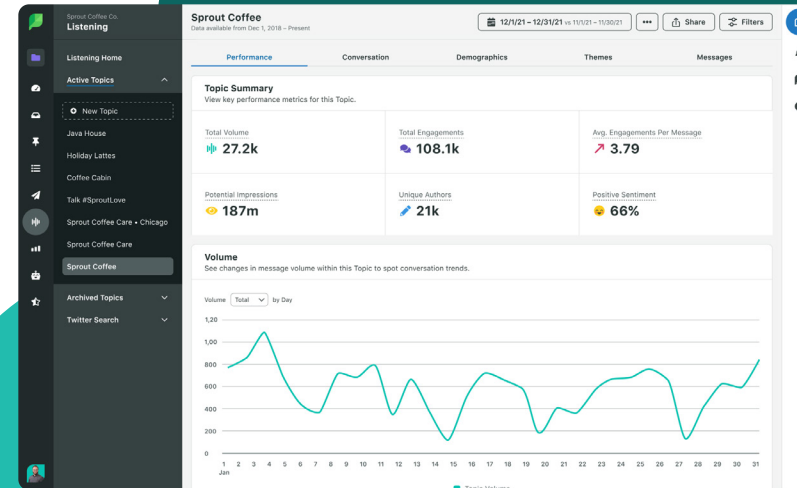 Sprout Coffee Co.
Listening
Listening Home
Active Topics
New Topic
Java House
Holiday Lattes
Coffee Cabin
Talk #SproutLove
Sprout Coffee Care • Chicago
Sprout Coffee Care
Sprout Coffee
Archived Topics
Twitter Search
Sprout Coffee
Data available from Dec 1, 2018 – Present
12/1/21 – 12/31/21 vs 11/1/21 – 11/30/21
Share
Filters
Performance Conversation Demographics Themes Messages
Topic Summary
View key performance metrics for this Topic.
Total Volume
27.2k
Total Engagements
108.1k
Avg. Engagements Per Message
3.79
Potential Impressions
187m
Unique Authors
21k
Positive Sentiment
66%
Volume
See changes in message volume within this Topic to spot conversation trends.
Volume Total by Day
1,20
1,00
800
600
400
200
0
1 2 3 4 5 6 7 8 9 10 11 12 13 14 15 16 17 18 19 20 21 22 23 24 25 26 27 28 29 30 31
Jan
Topic Volume